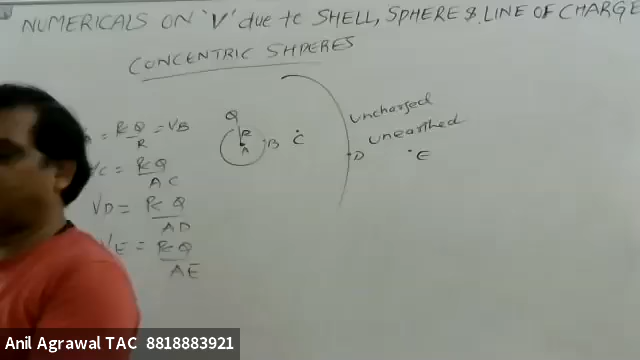 NUMERICALS ON 'V' due to SHELL, SPHERE & LINE OF CHARGE
CONCENTRIC SHPERES
= KQ/R = VB
VC = KQ/AC
VD = KQ/AD
VE = KQ/AE
Q
R
A
B
C
D
E
uncharged
unearthed
Anil Agrawal TAC 8818883921